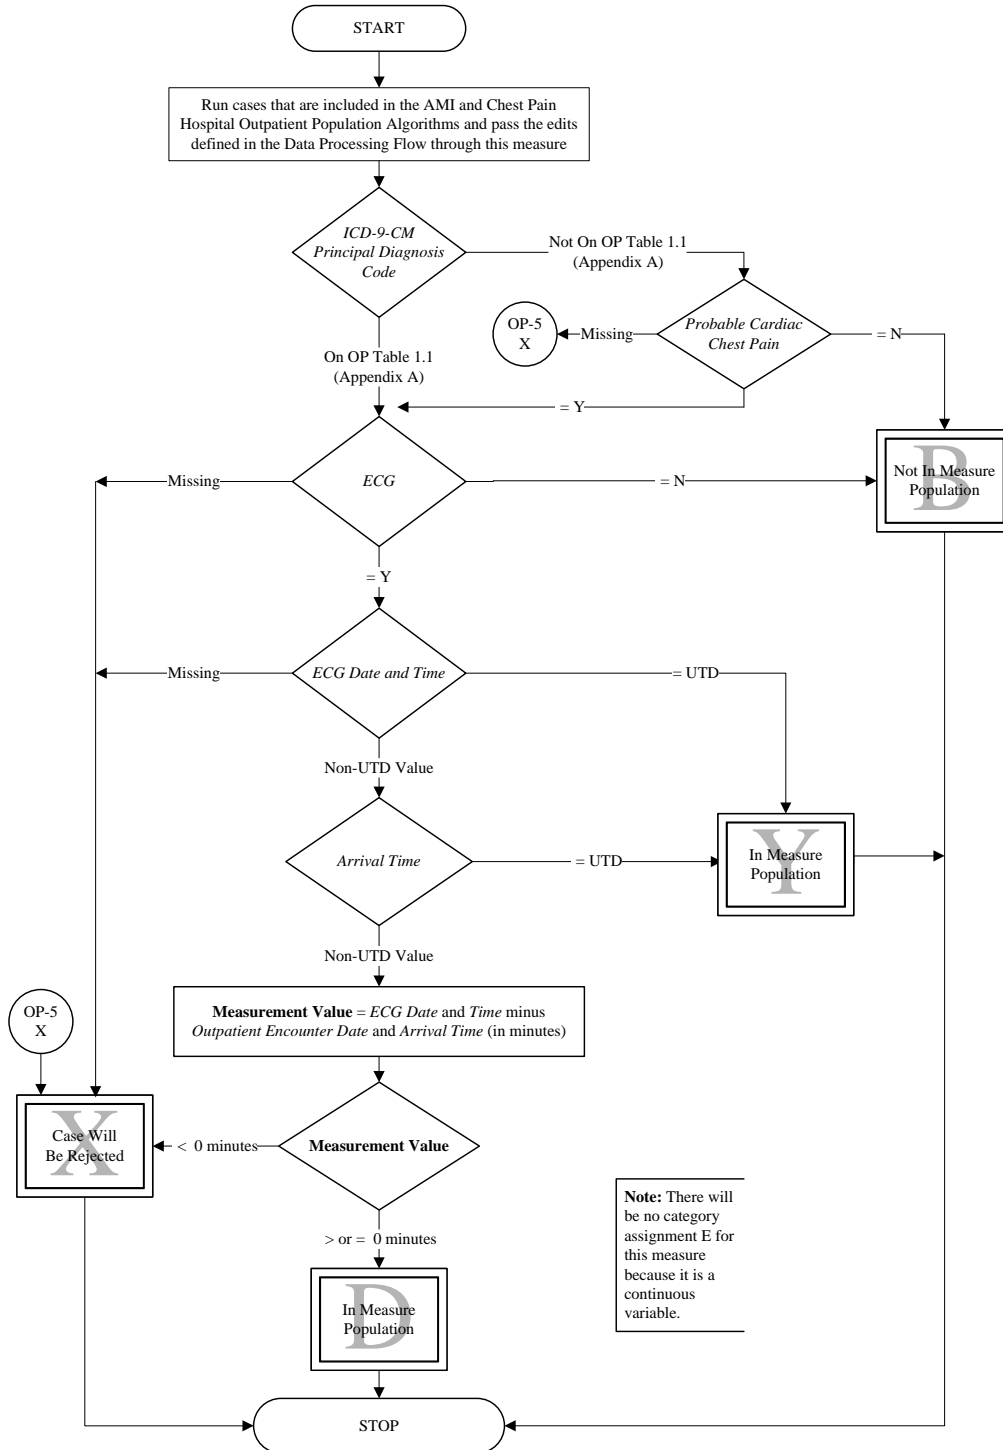 START
Run cases that are included in the AMI and Chest Pain
Hospital Outpatient Population Algorithms and pass the edits
defined in the Data Processing Flow through this measure
ICD-9-CM
Principal Diagnosis
Code
Not On OP Table 1.1
(Appendix A)
OP-5
X
Missing
Probable Cardiac
Chest Pain
= N
On OP Table 1.1
(Appendix A)
= Y
Missing
ECG
= N
B
Not In Measure
Population
= Y
Missing
ECG Date and Time
= UTD
Non-UTD Value
Arrival Time
= UTD
Y
In Measure
Population
Non-UTD Value
OP-5
X
Measurement Value = ECG Date and Time minus
Outpatient Encounter Date and Arrival Time (in minutes)
X
Case Will
Be Rejected
< 0 minutes
Measurement Value
> or = 0 minutes
Note: There will
be no category
assignment E for
this measure
because it is a
continuous
variable.
D
In Measure
Population
STOP